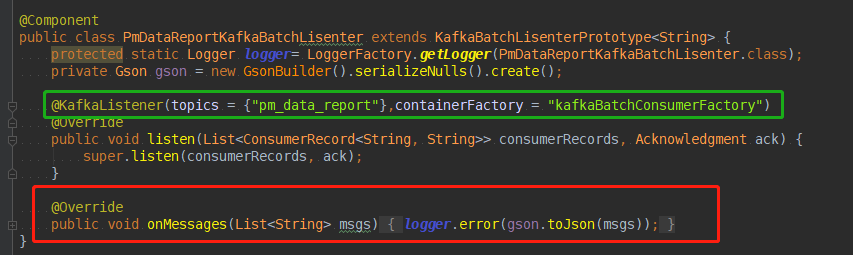 @Component
public class PmDataReportKafkaBatchLisenter extends KafkaBatchLisenterPrototype<String> {
protected static Logger logger= LoggerFactory.getLogger(PmDataReportKafkaBatchLisenter.class);
private Gson gson = new GsonBuilder().serializeNulls().create();
@KafkaListener(topics = {"pm_data_report"},containerFactory = "kafkaBatchConsumerFactory")
@Override
public void listen(List<ConsumerRecord<String, String>> consumerRecords, Acknowledgment ack) {
super.listen(consumerRecords, ack);
}
@Override
public void onMessages(List<String> msgs) { logger.error(gson.toJson(msgs)); }
}